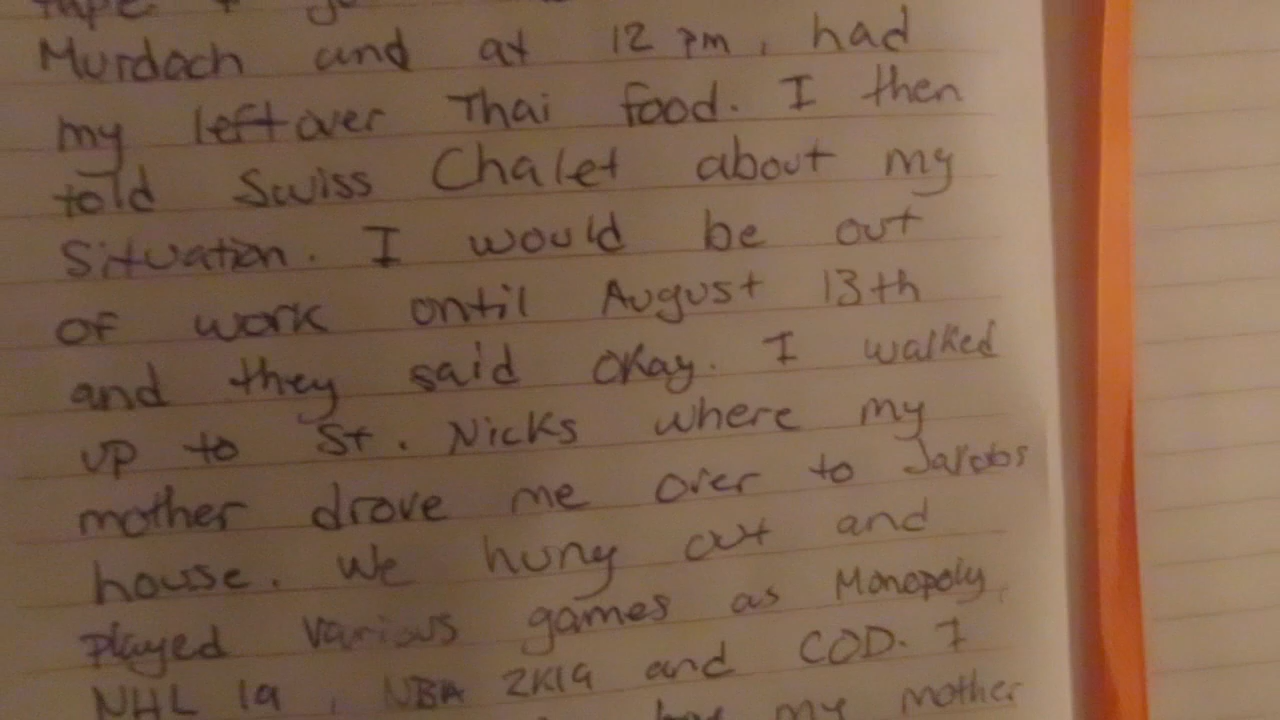 Murdoch and at 12 pm, had
my leftover Thai food. I then
told Swiss Chalet about my
Situation. I would be out
of work ontil August 13th
and they said okay. I walked
up to St. Nicks where my
mother drove me over to Jacobs
house. We hung out and
played various games as Monopoly,
NHL 19, NBA 2K19 and COD. I
my mother